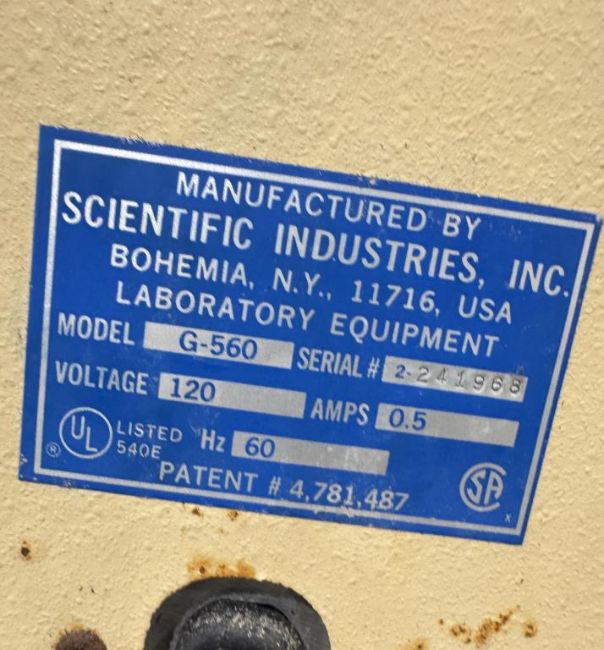 MANUFACTURED BY
SCIENTIFIC INDUSTRIES, INC.
BOHEMIA, N.Y., 11716, USA
LABORATORY EQUIPMENT
MODEL G-560 SERIAL # 2-241968
VOLTAGE 120 AMPS 0.5
UL LISTED 540E Hz 60
PATENT # 4,781,487
SA
x